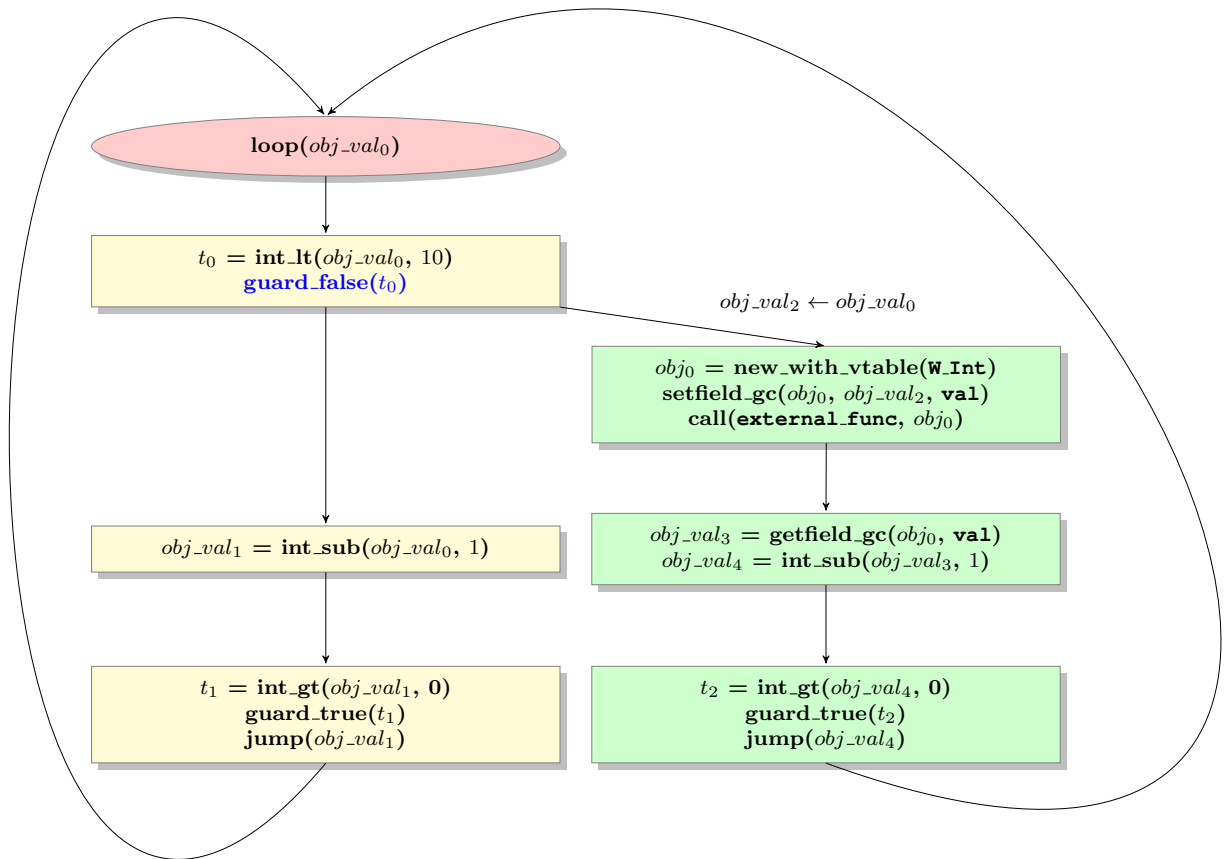 loop(obj_val₀)
t₀ = int_lt(obj_val₀, 10)
guard_false(t₀)
obj_val₂ ← obj_val₀
obj₀ = new_with_vtable(W_Int)
setfield_gc(obj₀, obj_val₂, val)
call(external_func, obj₀)
obj_val₁ = int_sub(obj_val₀, 1)
obj_val₃ = getfield_gc(obj₀, val)
obj_val₄ = int_sub(obj_val₃, 1)
t₁ = int_gt(obj_val₁, 0)
guard_true(t₁)
jump(obj_val₁)
t₂ = int_gt(obj_val₄, 0)
guard_true(t₂)
jump(obj_val₄)